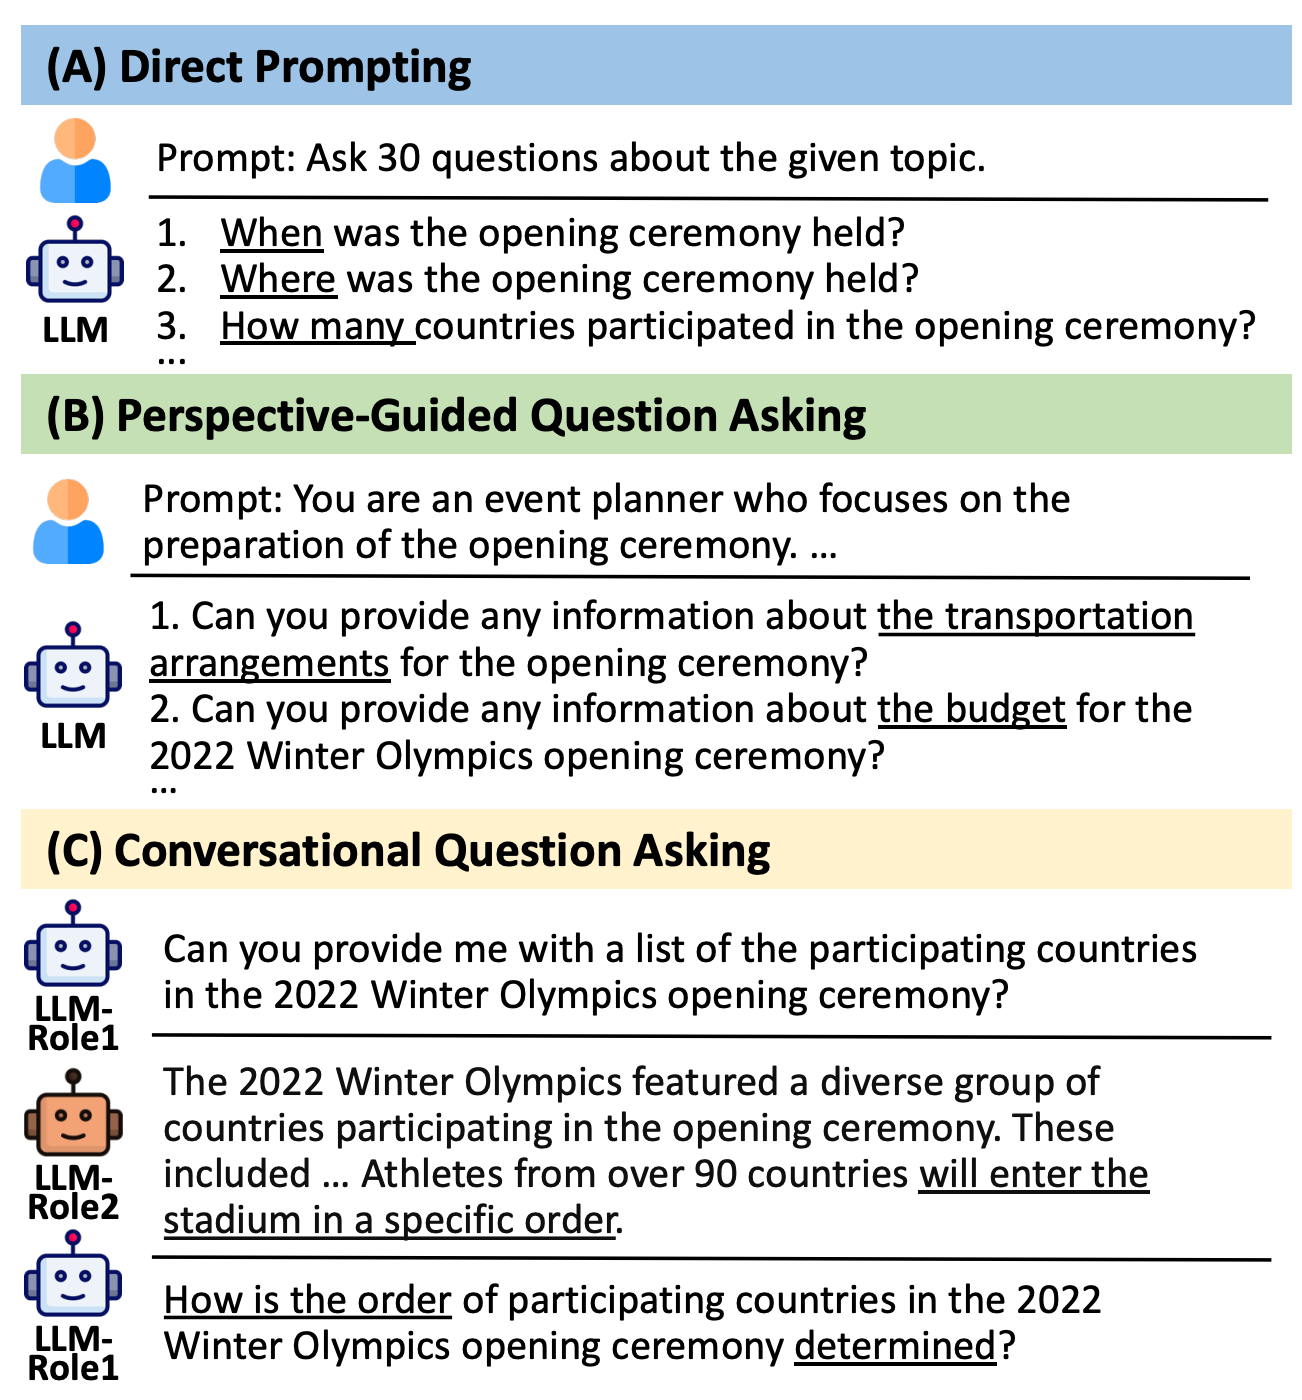 (A) Direct Prompting
Prompt: Ask 30 questions about the given topic.
LLM
1. When was the opening ceremony held?
2. Where was the opening ceremony held?
3. How many countries participated in the opening ceremony?
...
(B) Perspective-Guided Question Asking
Prompt: You are an event planner who focuses on the
preparation of the opening ceremony. ...
LLM
1. Can you provide any information about the transportation
arrangements for the opening ceremony?
2. Can you provide any information about the budget for the
2022 Winter Olympics opening ceremony?
...
(C) Conversational Question Asking
LLM-
Role1
Can you provide me with a list of the participating countries
in the 2022 Winter Olympics opening ceremony?
LLM-
Role2
The 2022 Winter Olympics featured a diverse group of
countries participating in the opening ceremony. These
included ... Athletes from over 90 countries will enter the
stadium in a specific order.
LLM-
Role1
How is the order of participating countries in the 2022
Winter Olympics opening ceremony determined?